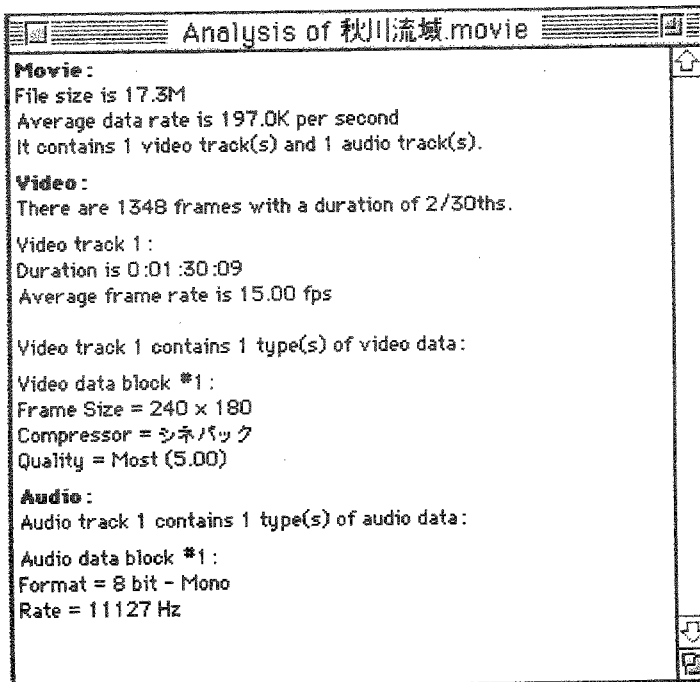 Analysis of 秋川流域.movie
Movie:
File size is 17.3M
Average data rate is 197.0K per second
It contains 1 video track(s) and 1 audio track(s).
Video:
There are 1348 frames with a duration of 2/30ths.
Video track 1:
Duration is 0:01:30:09
Average frame rate is 15.00 fps
Video track 1 contains 1 type(s) of video data:
Video data block #1:
Frame Size = 240 x 180
Compressor = シネパック
Quality = Most (5.00)
Audio:
Audio track 1 contains 1 type(s) of audio data:
Audio data block #1:
Format = 8 bit - Mono
Rate = 11127 Hz